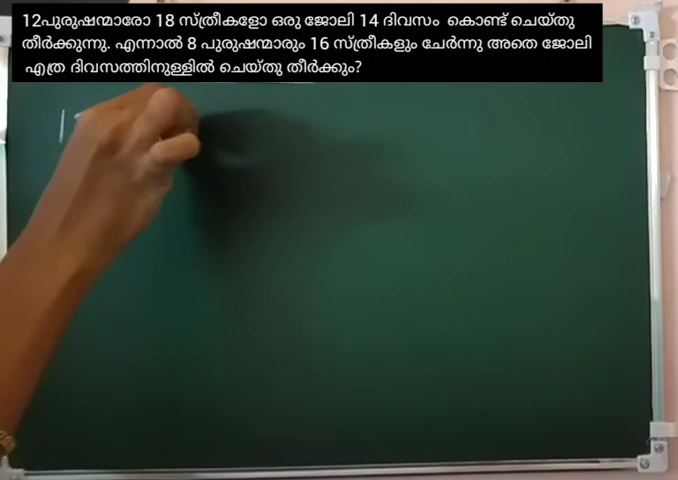 12പുരുഷന്മാരോ 18 സ്ത്രീകളോ ഒരു ജോലി 14 ദിവസം കൊണ്ട് ചെയ്തു
തീർക്കുന്നു. എന്നാൽ 8 പുരുഷന്മാരും 16 സ്ത്രീകളും ചേർന്നു അതെ ജോലി
എത്ര ദിവസത്തിനുള്ളിൽ ചെയ്തു തീർക്കും?